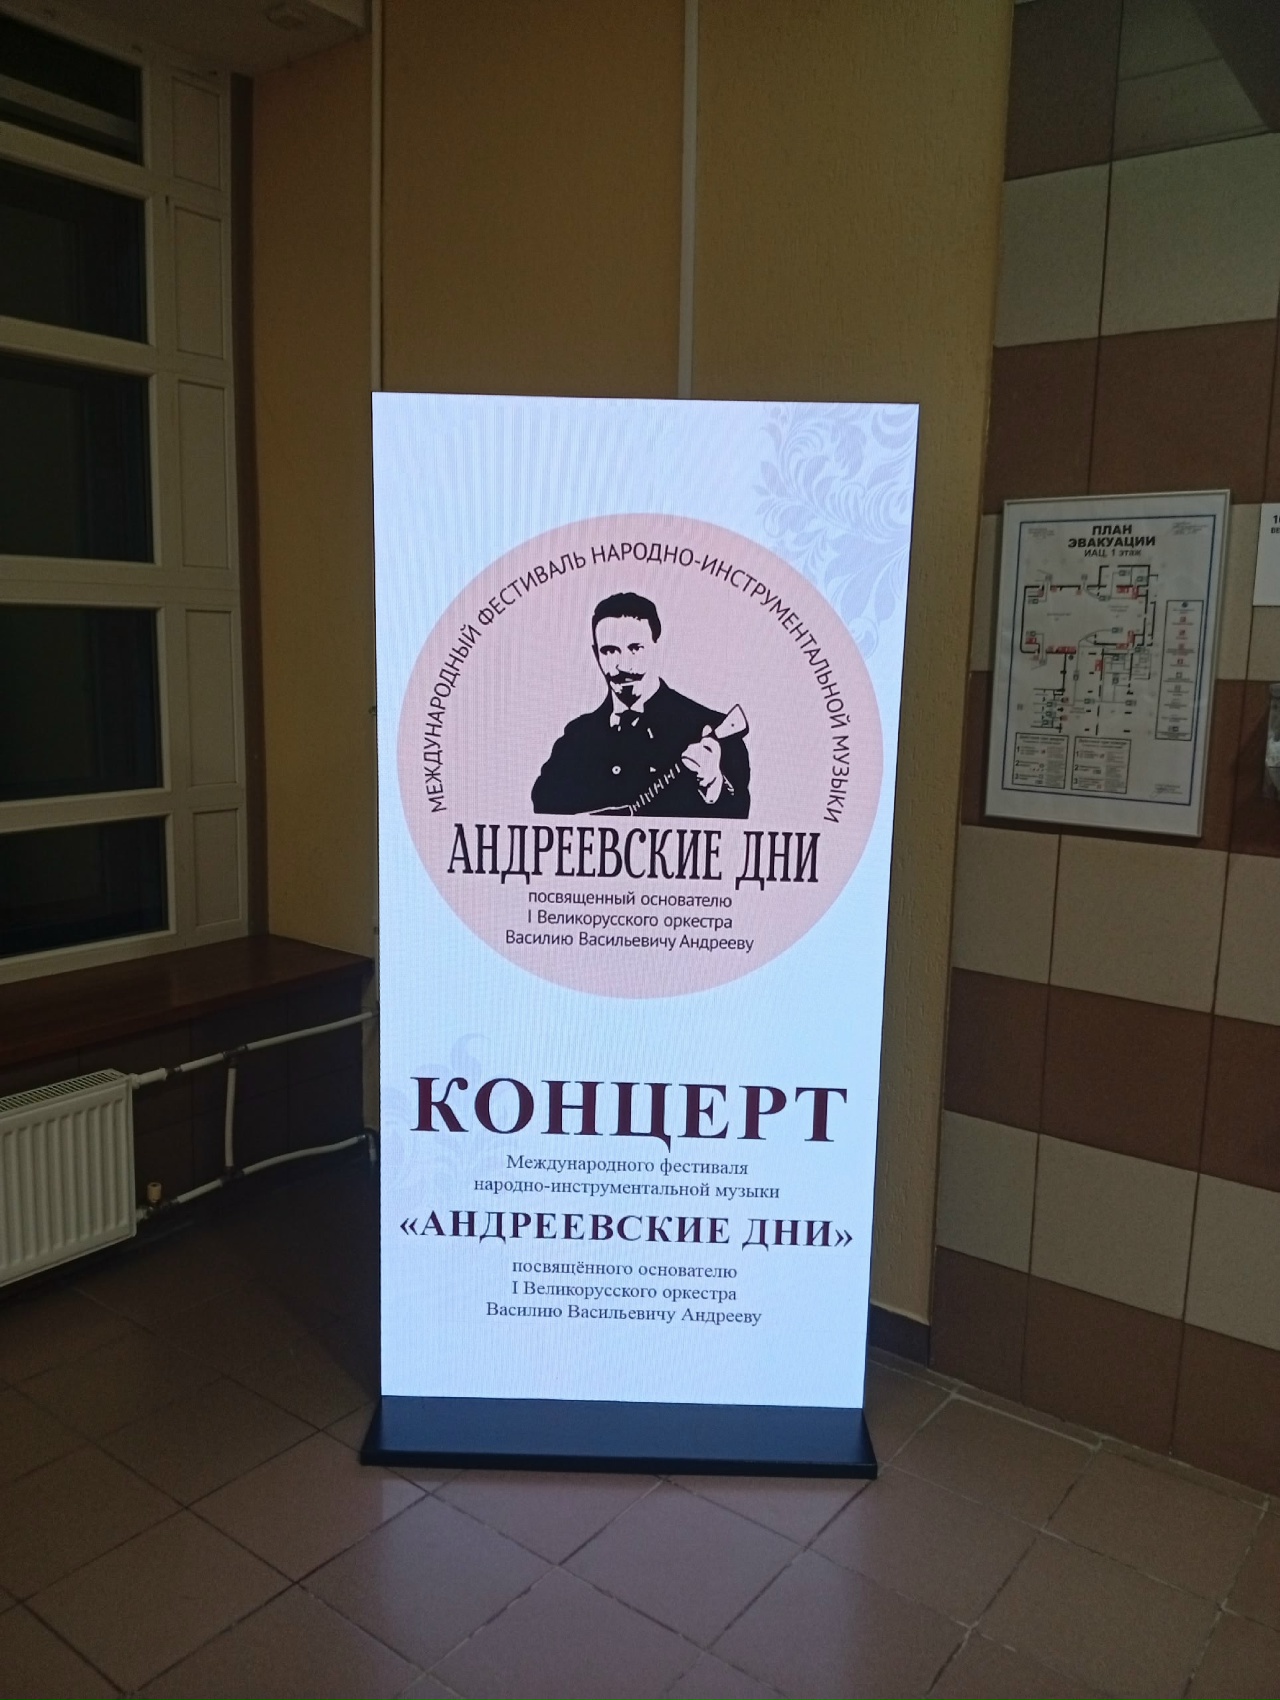 МЕЖДУНАРОДНЫЙ ФЕСТИВАЛЬ НАРОДНО-ИНСТРУМЕНТАЛЬНОЙ МУЗЫКИ
АНДРЕЕВСКИЕ ДНИ
посвященный основателю
I Великорусского оркестра
Василию Васильевичу Андрееву
КОНЦЕРТ
Международного фестиваля
народно-инструментальной музыки
«АНДРЕЕВСКИЕ ДНИ»
посвящённого основателю
I Великорусского оркестра
Василию Васильевичу Андрееву
ПЛАН
ЭВАКУАЦИИ
ИАЦ, 1 этаж